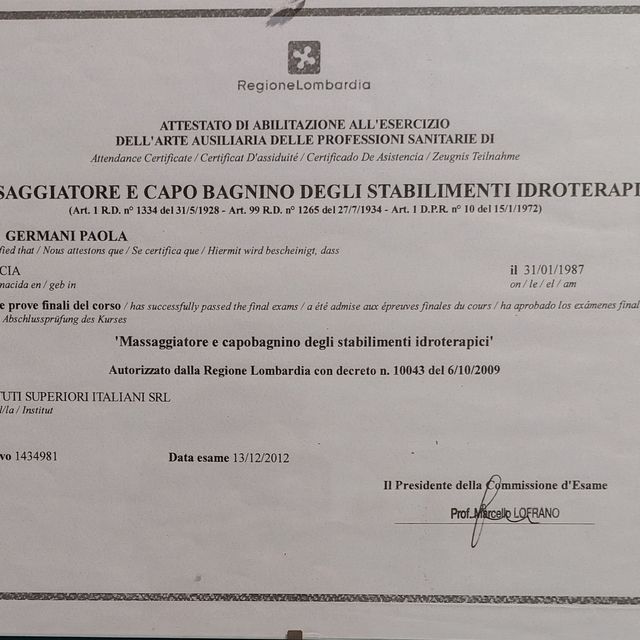 RegioneLombardia
ATTESTATO DI ABILITAZIONE ALL'ESERCIZIO
DELL'ARTE AUSILIARIA DELLE PROFESSIONI SANITARIE DI
Attendance Certificate / Certificat D'assiduité / Certificado De Asistencia / Zeugnis Teilnahme
SAGGIATORE E CAPO BAGNINO DEGLI STABILIMENTI IDROTERAPI
(Art. 1 R.D. n° 1334 del 31/5/1928 - Art. 99 R.D. n° 1265 del 27/7/1934 - Art. 1 D.P.R. n° 10 del 15/1/1972)
GERMANI PAOLA
fied that / Nous attestons que / Se certifica que / Hiermit wird bescheinigt, dass
CIA il 31/01/1987
nacida en / geb in on / le / el / am
e prove finali del corso / has successfully passed the final exams / a été admise aux épreuves finales du cours / ha aprobado los exámenes final
Abschlussprüfung des Kurses
'Massaggiatore e capobagnino degli stabilimenti idroterapici'
Autorizzato dalla Regione Lombardia con decreto n. 10043 del 6/10/2009
TUTI SUPERIORI ITALIANI SRL
l/la / Institut
vo 1434981 Data esame 13/12/2012
Il Presidente della Commissione d'Esame
Prof. Marcello LOFRANO